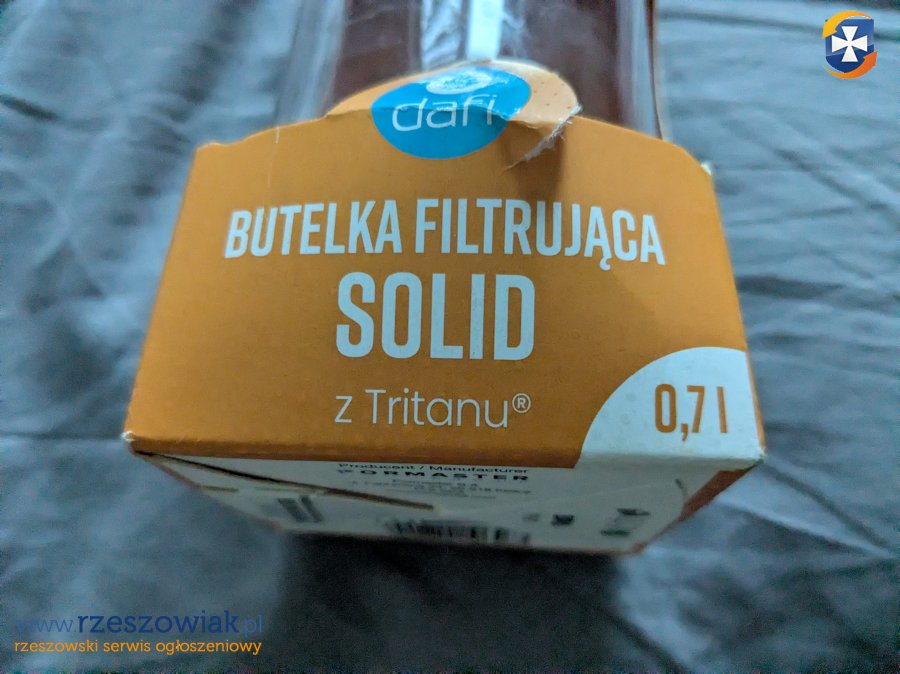 dafi
BUTELKA FILTRUJĄCA
SOLID
z Tritanu®
0,7 l
Producent / Manufacturer
FORMASTER
www.rzeszowiak.pl
rzeszowski serwis ogłoszeniowy